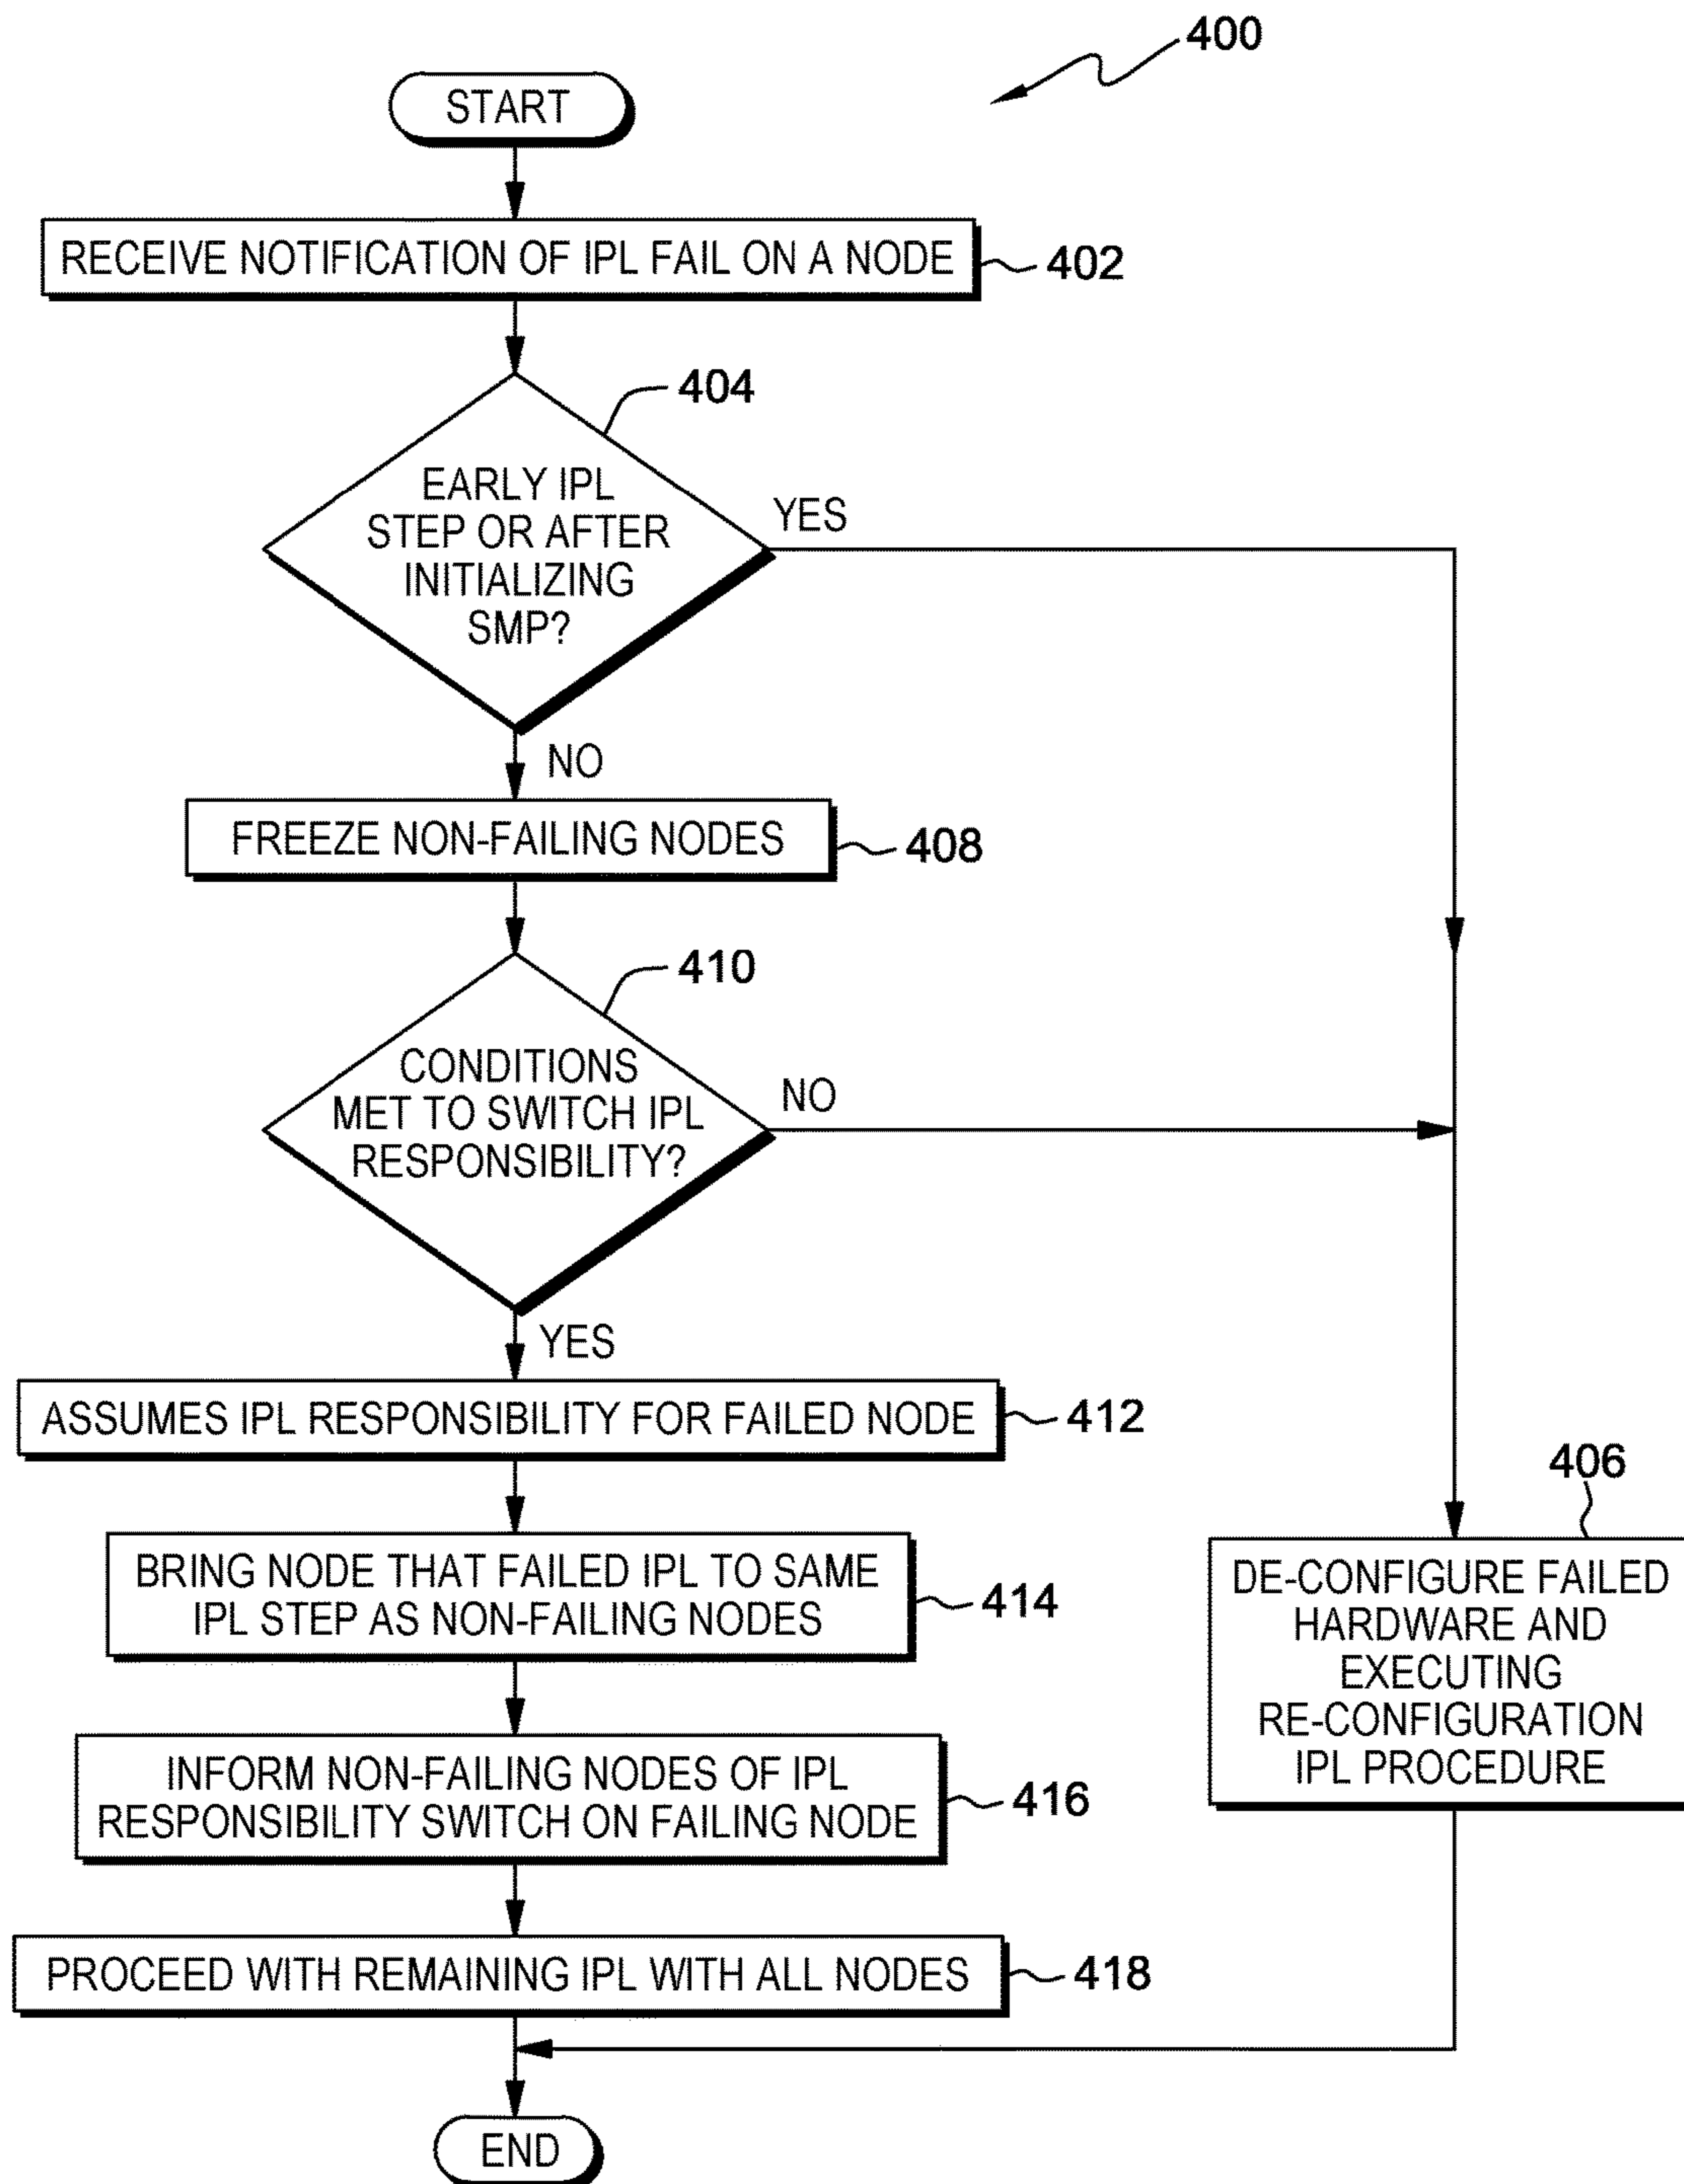 400
START
RECEIVE NOTIFICATION OF IPL FAIL ON A NODE
402
404
EARLY IPL
STEP OR AFTER
INITIALIZING
SMP?
YES
NO
FREEZE NON-FAILING NODES
408
410
CONDITIONS
MET TO SWITCH IPL
RESPONSIBILITY?
NO
YES
ASSUMES IPL RESPONSIBILITY FOR FAILED NODE
412
406
DE-CONFIGURE FAILED
HARDWARE AND
EXECUTING
RE-CONFIGURATION
IPL PROCEDURE
BRING NODE THAT FAILED IPL TO SAME
IPL STEP AS NON-FAILING NODES
414
INFORM NON-FAILING NODES OF IPL
RESPONSIBILITY SWITCH ON FAILING NODE
416
PROCEED WITH REMAINING IPL WITH ALL NODES
418
END